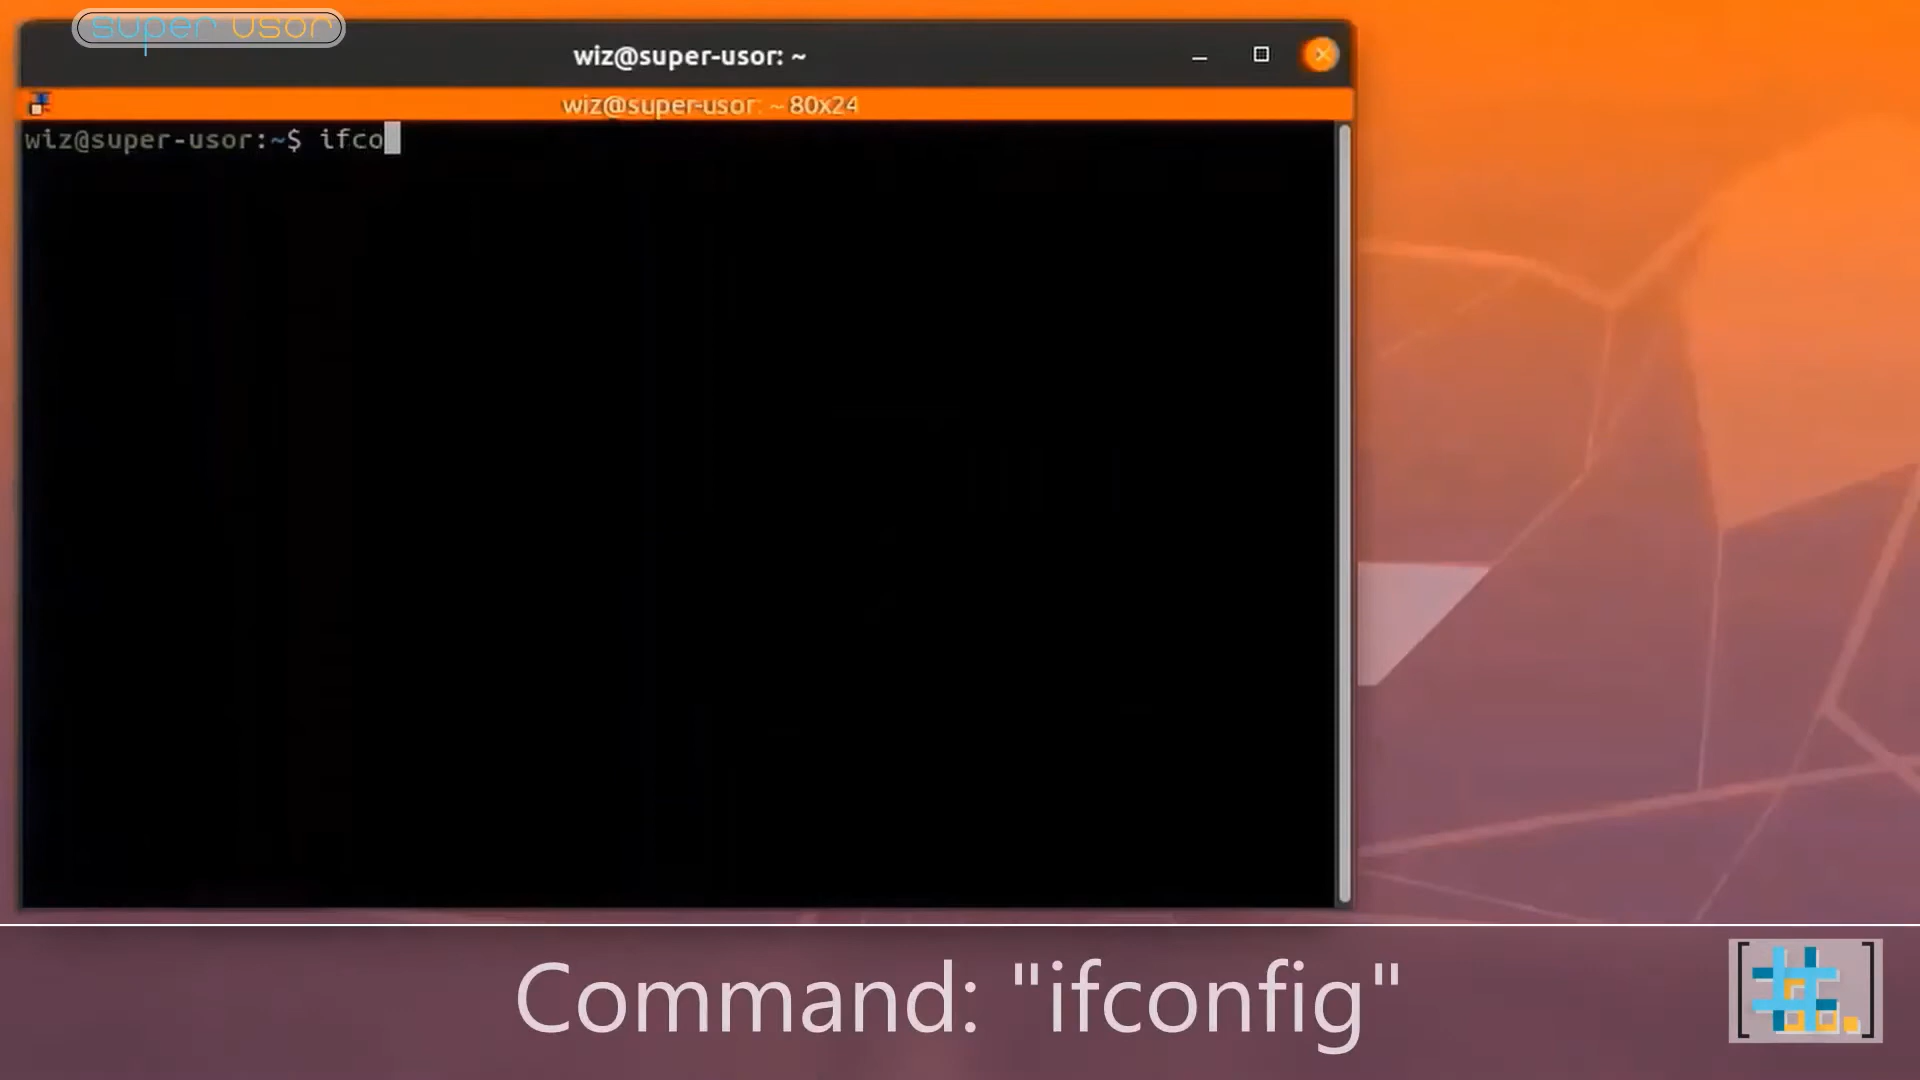 super usor
wiz@super-usor: ~
wiz@super-usor: ~ 80x24
wiz@super-usor:~$ ifco
Command: "ifconfig"